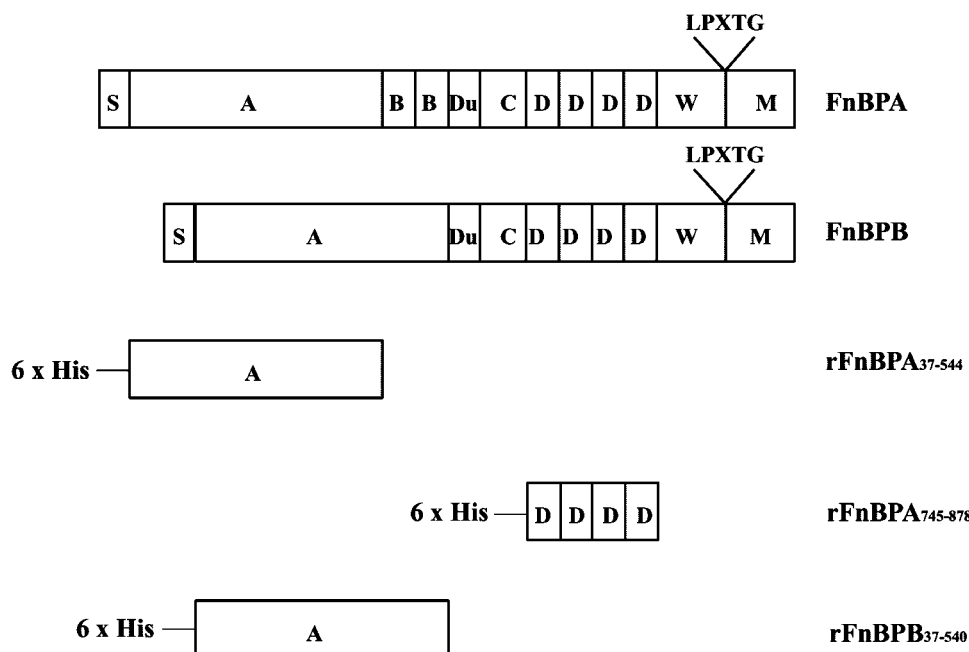 LPXTG
S A B B Du C D D D D W M FnBPA
LPXTG
S A Du C D D D D W M FnBPB
6 x His A rFnBPA37-544
6 x His D D D D rFnBPA745-878
6 x His A rFnBPB37-540